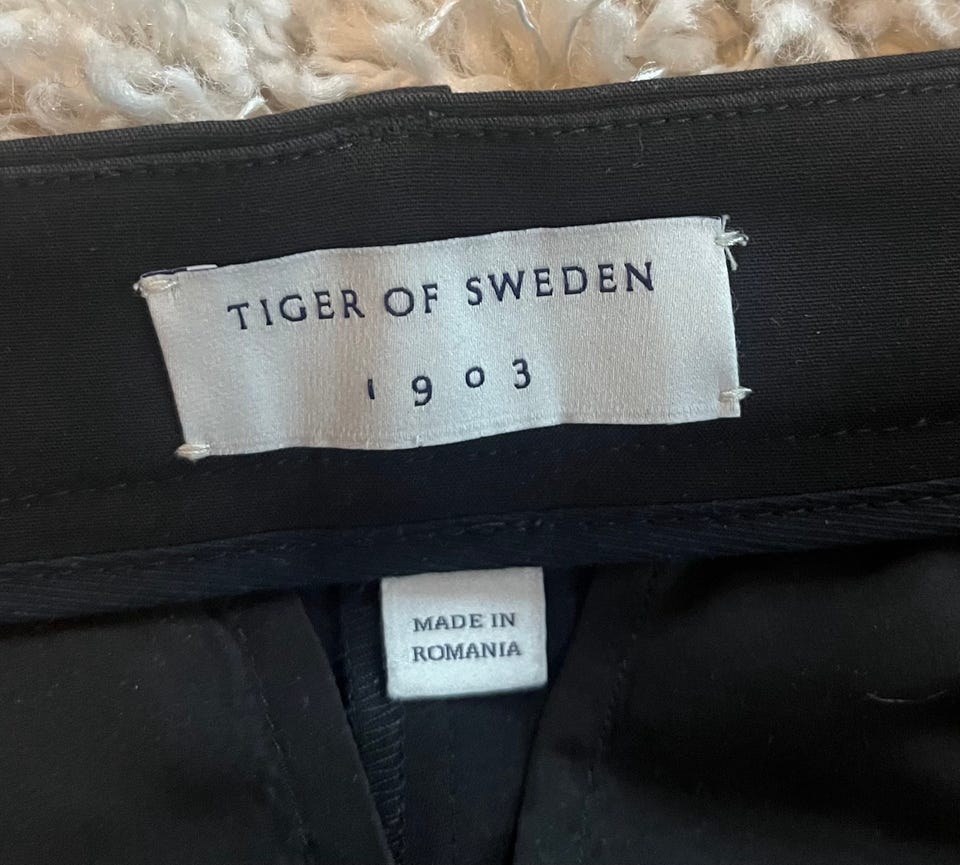 TIGER OF SWEDEN
1903
MADE IN
ROMANIA